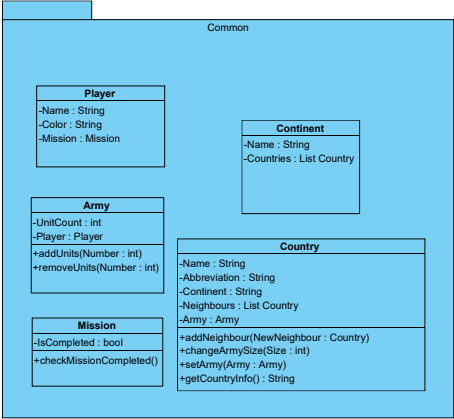 Common
Player
-Name : String
-Color : String
-Mission : Mission
Continent
-Name : String
-Countries : List Country
Army
-UnitCount : int
-Player : Player
+addUnits(Number : int)
+removeUnits(Number : int)
Country
-Name : String
-Abbreviation : String
-Continent : String
-Neighbours : List Country
-Army : Army
+addNeighbour(NewNeighbour : Country)
+changeArmySize(Size : int)
+setArmy(Army : Army)
+getCountryInfo() : String
Mission
-IsCompleted : bool
+checkMissionCompleted()